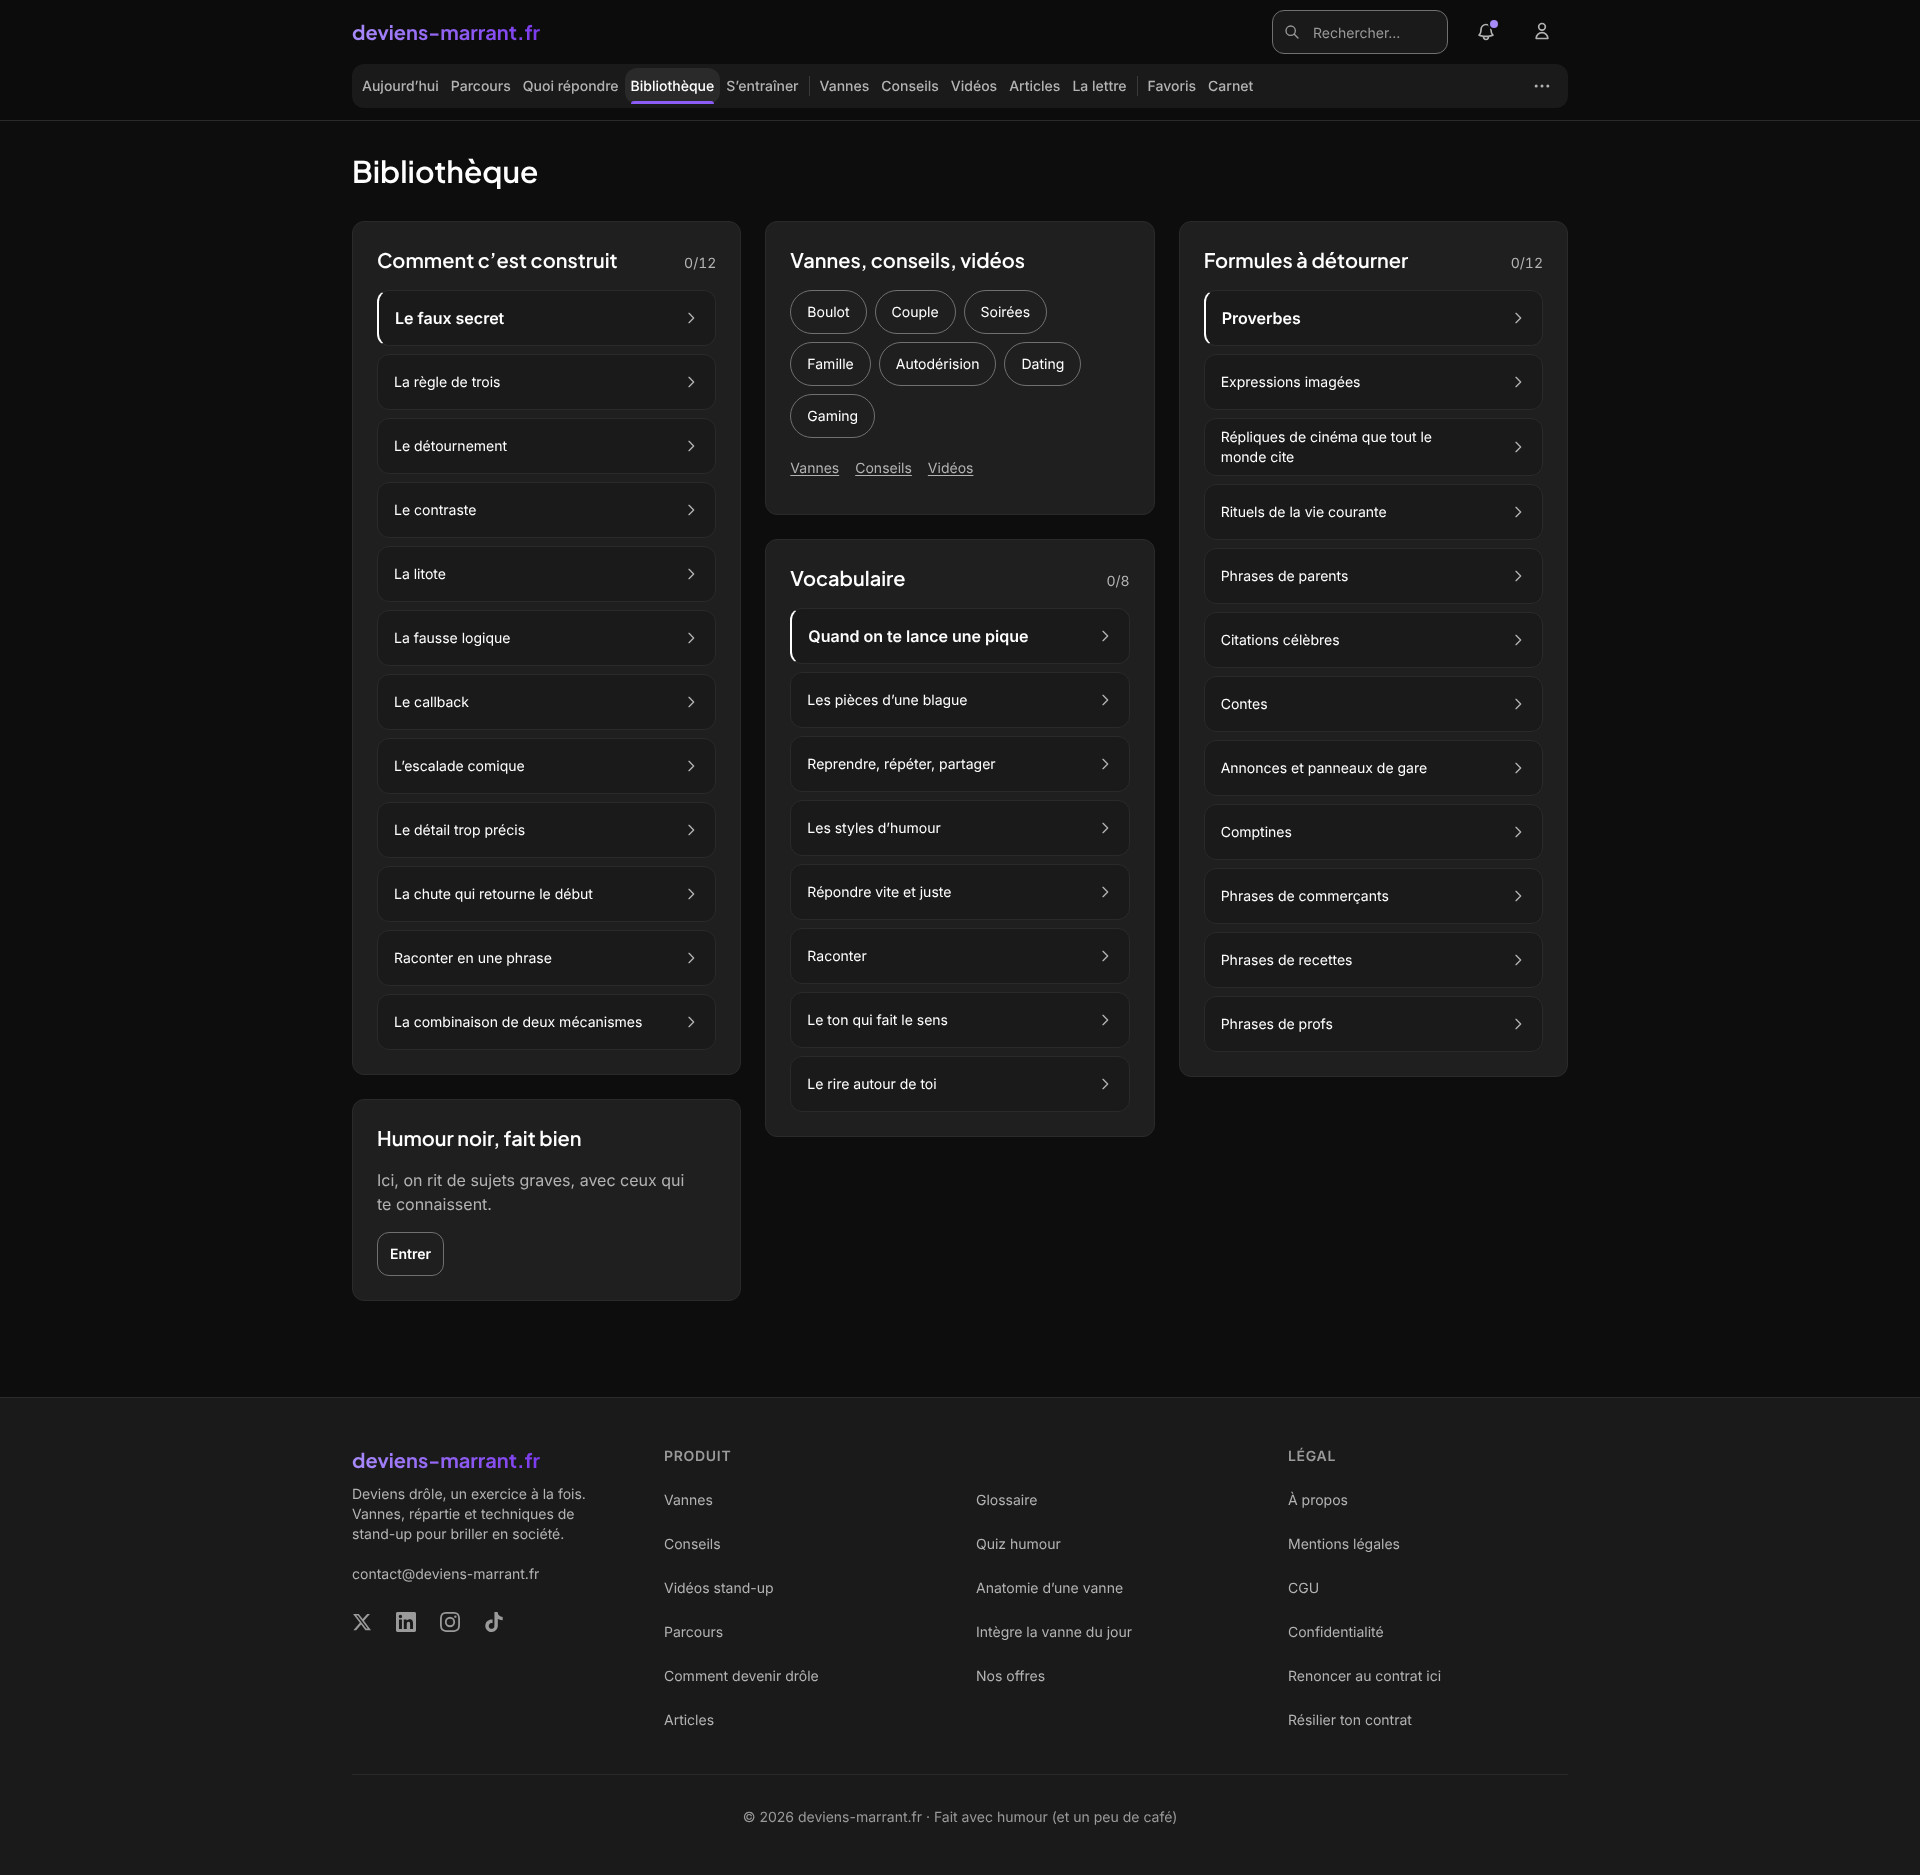 deviens-marrant.fr
Rechercher...
Aujourd’hui Parcours Quoi répondre Bibliothèque S’entraîner Vannes Conseils Vidéos Articles La lettre Favoris Carnet
Bibliothèque
Comment c’est construit 0/12
Le faux secret
La règle de trois
Le détournement
Le contraste
La litote
La fausse logique
Le callback
L’escalade comique
Le détail trop précis
La chute qui retourne le début
Raconter en une phrase
La combinaison de deux mécanismes
Humour noir, fait bien
Ici, on rit de sujets graves, avec ceux qui
te connaissent.
Entrer
Vannes, conseils, vidéos
Boulot Couple Soirées
Famille Autodérision Dating
Gaming
Vannes Conseils Vidéos
Vocabulaire 0/8
Quand on te lance une pique
Les pièces d’une blague
Reprendre, répéter, partager
Les styles d’humour
Répondre vite et juste
Raconter
Le ton qui fait le sens
Le rire autour de toi
Formules à détourner 0/12
Proverbes
Expressions imagées
Répliques de cinéma que tout le
monde cite
Rituels de la vie courante
Phrases de parents
Citations célèbres
Contes
Annonces et panneaux de gare
Comptines
Phrases de commerçants
Phrases de recettes
Phrases de profs
deviens-marrant.fr
Deviens drôle, un exercice à la fois.
Vannes, répartie et techniques de
stand-up pour briller en société.
contact@deviens-marrant.fr
PRODUIT
Vannes
Conseils
Vidéos stand-up
Parcours
Comment devenir drôle
Articles
Glossaire
Quiz humour
Anatomie d’une vanne
Intègre la vanne du jour
Nos offres
LÉGAL
À propos
Mentions légales
CGU
Confidentialité
Renoncer au contrat ici
Résilier ton contrat
© 2026 deviens-marrant.fr · Fait avec humour (et un peu de café)